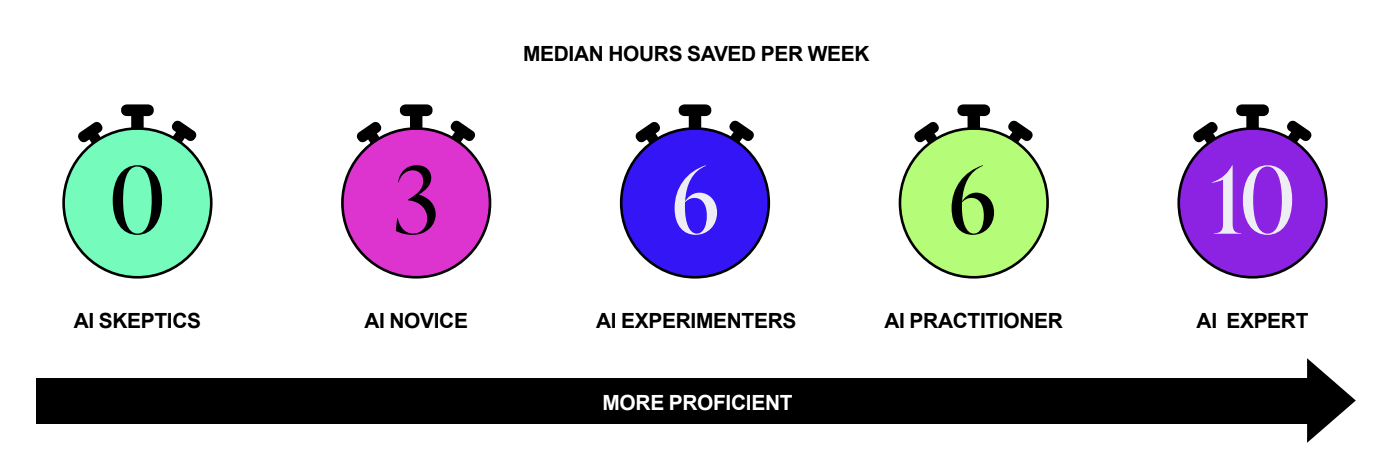 MEDIAN HOURS SAVED PER WEEK
0 3 6 6 10
AI SKEPTICS AI NOVICE AI EXPERIMENTERS AI PRACTITIONER AI EXPERT
MORE PROFICIENT